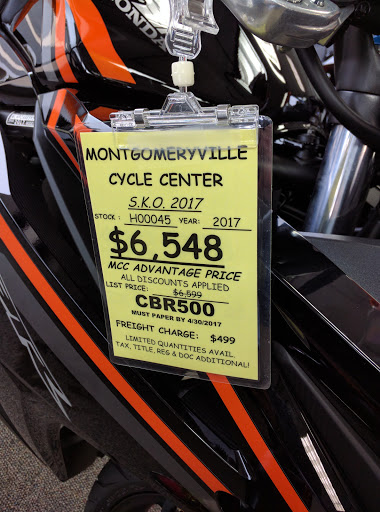 HONDA
MONTGOMERYVILLE
CYCLE CENTER
S.K.O. 2017
STOCK : H00045 YEAR: 2017
$6,548
MCC ADVANTAGE PRICE
ALL DISCOUNTS APPLIED
LIST PRICE: $6,599
CBR500
MUST PAPER BY 4/30/2017
FREIGHT CHARGE: $499
LIMITED QUANTITIES AVAIL
TAX, TITLE, REG & DOC ADDITIONAL!